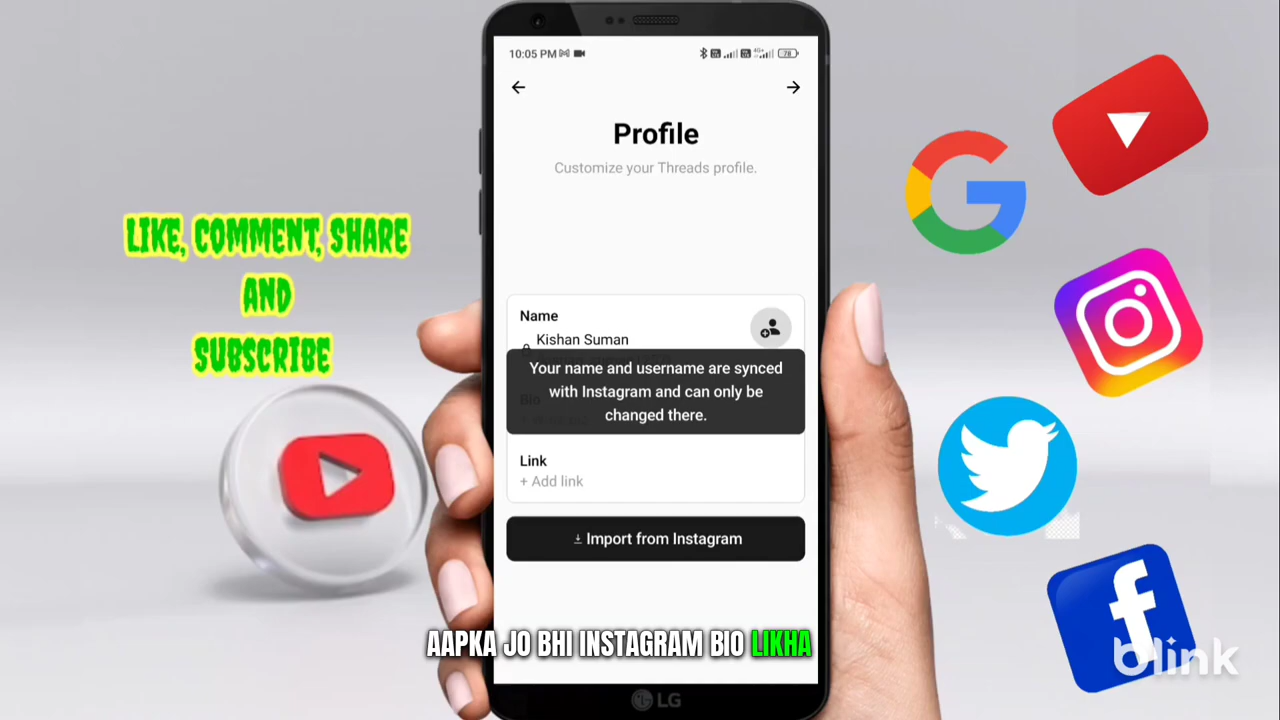 10:05 PM
78
Profile
Customize your Threads profile.
LIKE, COMMENT, SHARE
AND
SUBSCRIBE
Name
Kishan Suman
Your name and username are synced
with Instagram and can only be
changed there.
Bio
Link
+ Add link
Import from Instagram
AAPKA JO BHI INSTAGRAM BIO LIKHA
blink
LG